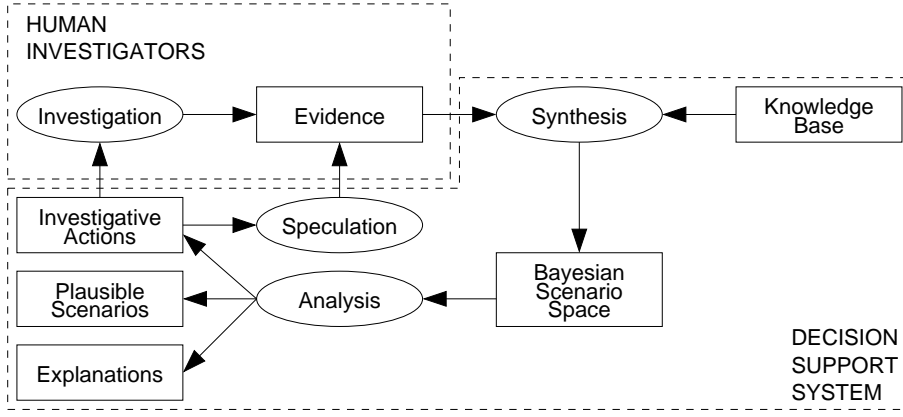 HUMAN
INVESTIGATORS
Investigation
Evidence
Synthesis
Knowledge
Base
Investigative
Actions
Speculation
Plausible
Scenarios
Analysis
Bayesian
Scenario
Space
Explanations
DECISION
SUPPORT
SYSTEM